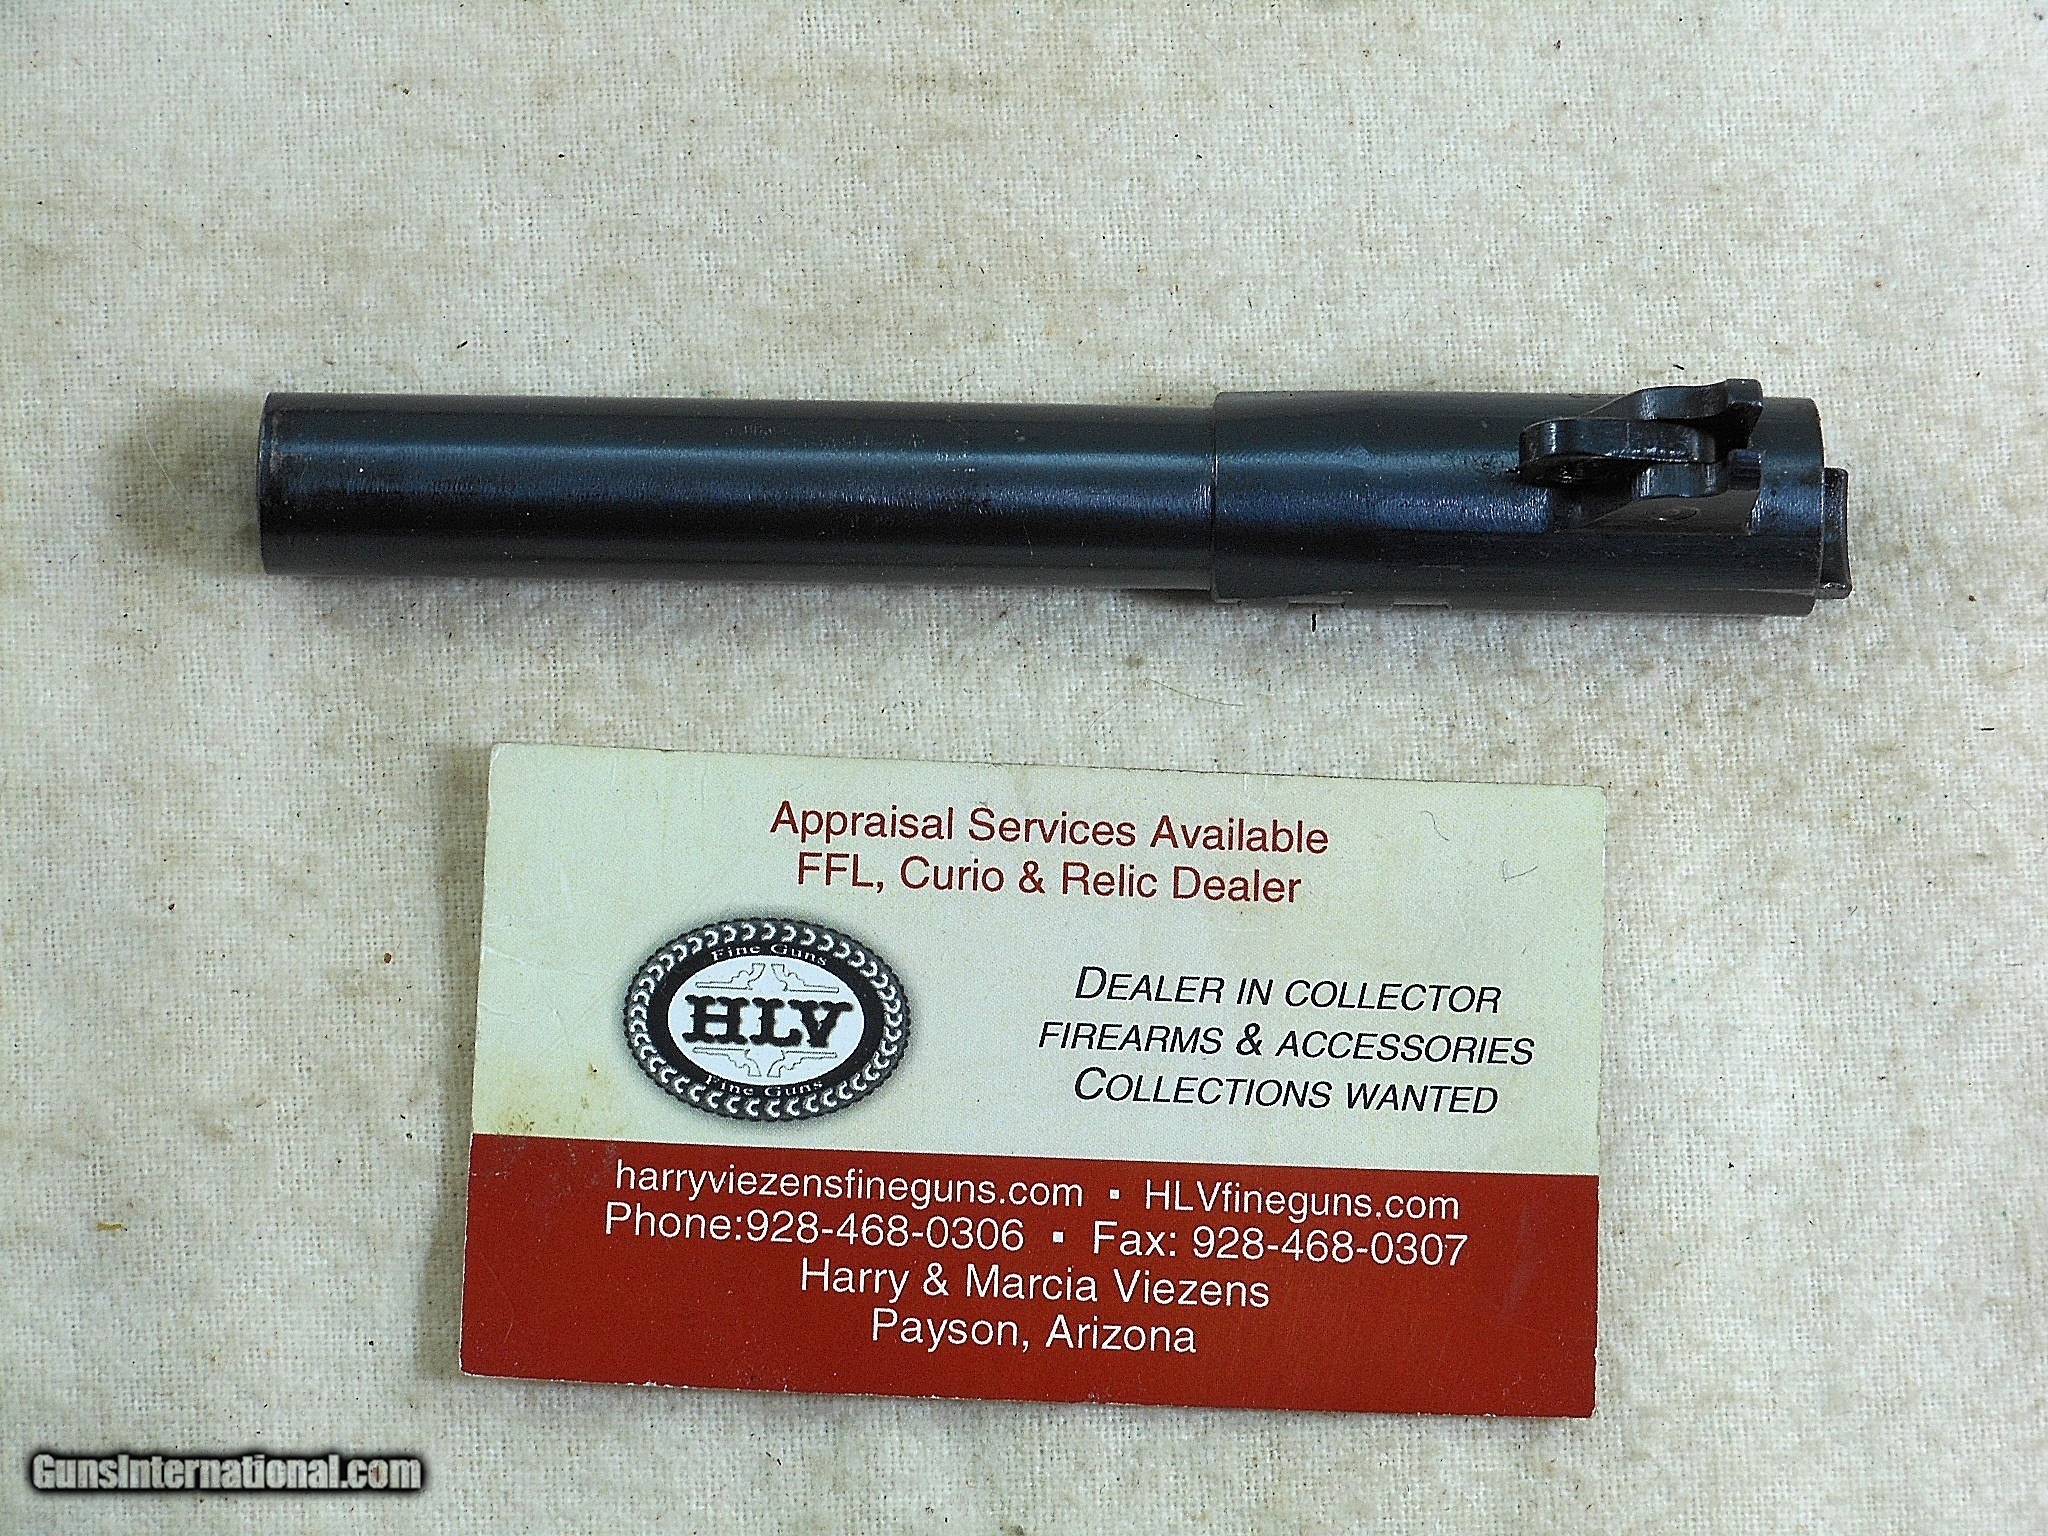 Appraisal Services Available
FFL, Curio & Relic Dealer
Fine Guns
HLV
Fine Guns
DEALER IN COLLECTOR
FIREARMS & ACCESSORIES
COLLECTIONS WANTED
harryviezensfineguns.com ▪ HLVfineguns.com
Phone:928-468-0306 ▪ Fax: 928-468-0307
Harry & Marcia Viezens
Payson, Arizona
GunsInternational.com